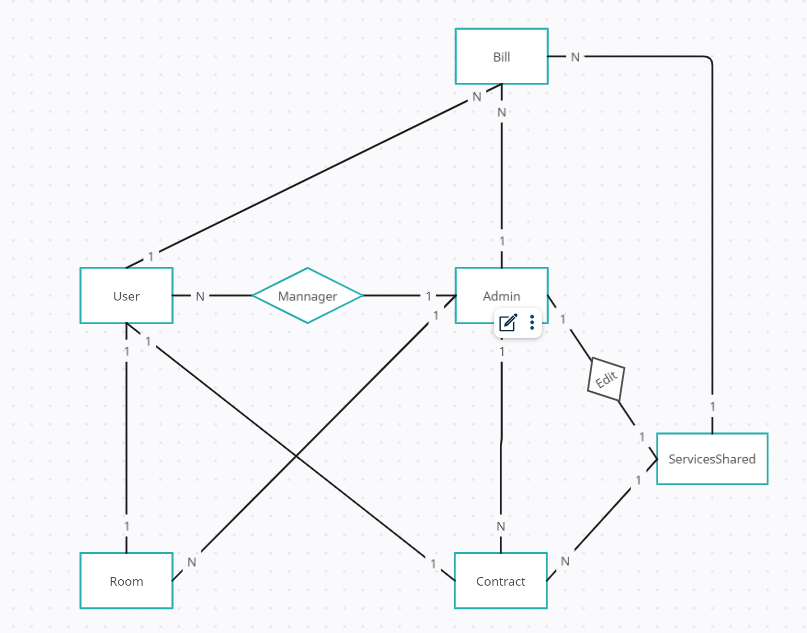 Bill
N
N
N
1
1
User
N
Mannager
1
Admin
1
1
1
1
1
Edit
1
1
ServicesShared
1
1
N
N
1
N
Room
Contract